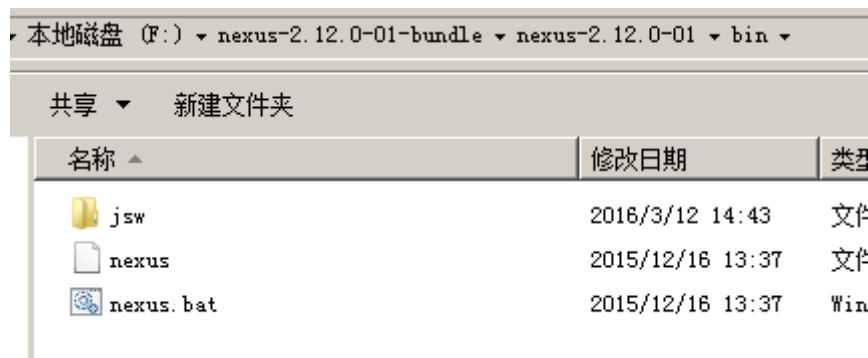 本地磁盘 (F:) ▾ nexus-2.12.0-01-bundle ▾ nexus-2.12.0-01 ▾ bin ▾
共享 ▼ 新建文件夹
名称 修改日期
jsw 2016/3/12 14:43 文件
nexus 2015/12/16 13:37 文件
nexus.bat 2015/12/16 13:37 Win